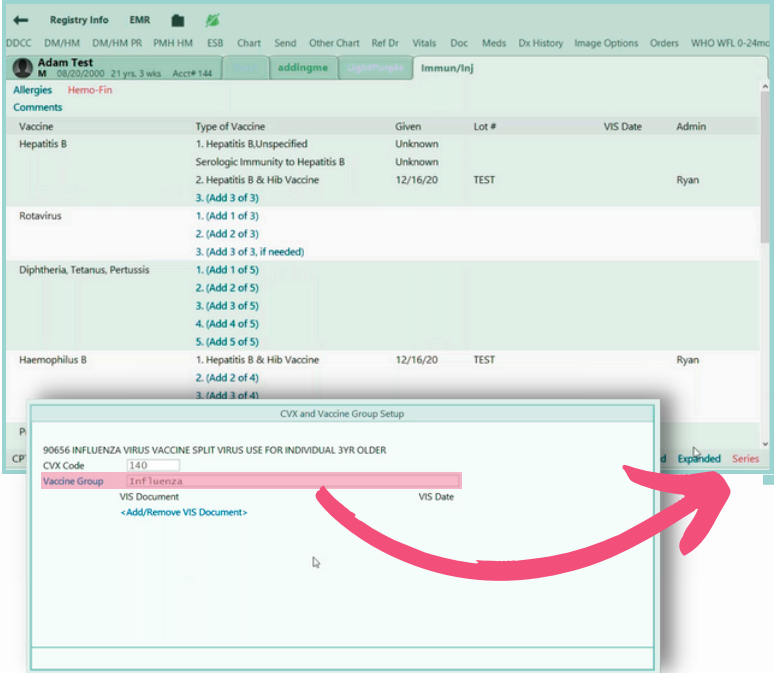 Registry Info EMR
DDCC DM/HM DM/HM PR PMH HM ESB Chart Send Other Chart Ref Dr Vitals Doc Meds Dx History Image Options Orders WHO WFL 0-24mo
Adam Test
M 08/20/2000 21 yrs, 3 wks Acct# 144
addingme LightPurple Immun/Inj
Allergies Hemo-Fin
Comments
Vaccine Type of Vaccine Given Lot # VIS Date Admin
Hepatitis B 1. Hepatitis B,Unspecified Unknown
Serologic Immunity to Hepatitis B Unknown
2. Hepatitis B & Hib Vaccine 12/16/20 TEST Ryan
3. (Add 3 of 3)
Rotavirus 1. (Add 1 of 3)
2. (Add 2 of 3)
3. (Add 3 of 3, if needed)
Diphtheria, Tetanus, Pertussis 1. (Add 1 of 5)
2. (Add 2 of 5)
3. (Add 3 of 5)
4. (Add 4 of 5)
5. (Add 5 of 5)
Haemophilus B 1. Hepatitis B & Hib Vaccine 12/16/20 TEST Ryan
2. (Add 2 of 4)
3. (Add 3 of 4)
Expanded Series
CVX and Vaccine Group Setup
90656 INFLUENZA VIRUS VACCINE SPLIT VIRUS USE FOR INDIVIDUAL 3YR OLDER
CVX Code 140
Vaccine Group Influenza
VIS Document VIS Date
<Add/Remove VIS Document>